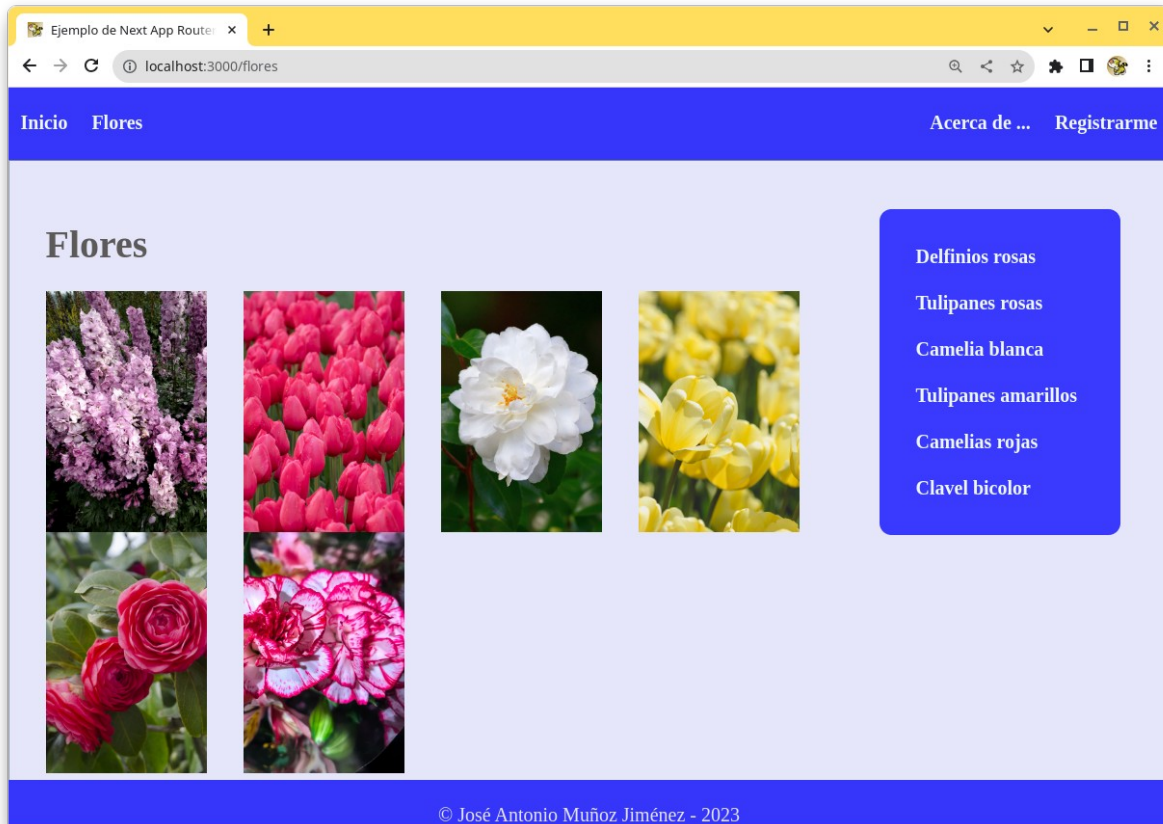 Ejemplo de Next App Route
localhost:3000/flores
Inicio Flores Acerca de ... Registrarme
Flores
Delfinios rosas
Tulipanes rosas
Camelia blanca
Tulipanes amarillos
Camelias rojas
Clavel bicolor
© José Antonio Muñoz Jiménez - 2023